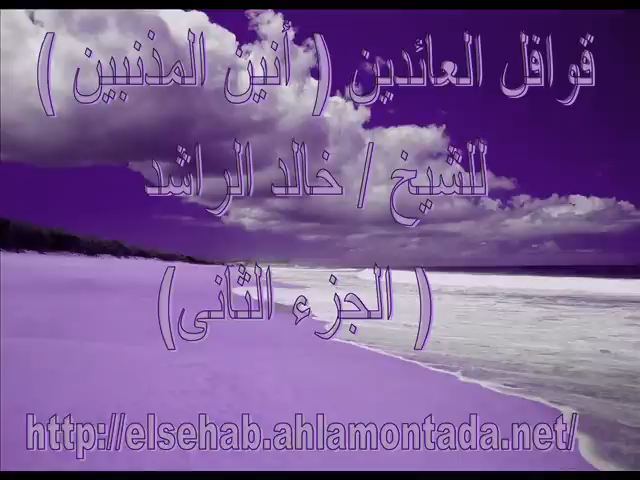 قوافل العائدين ( أنين المذنبين )
للشيخ / خالد الراشد
( الجزء الثانى)
http://elsehab.ahlamontada.net/